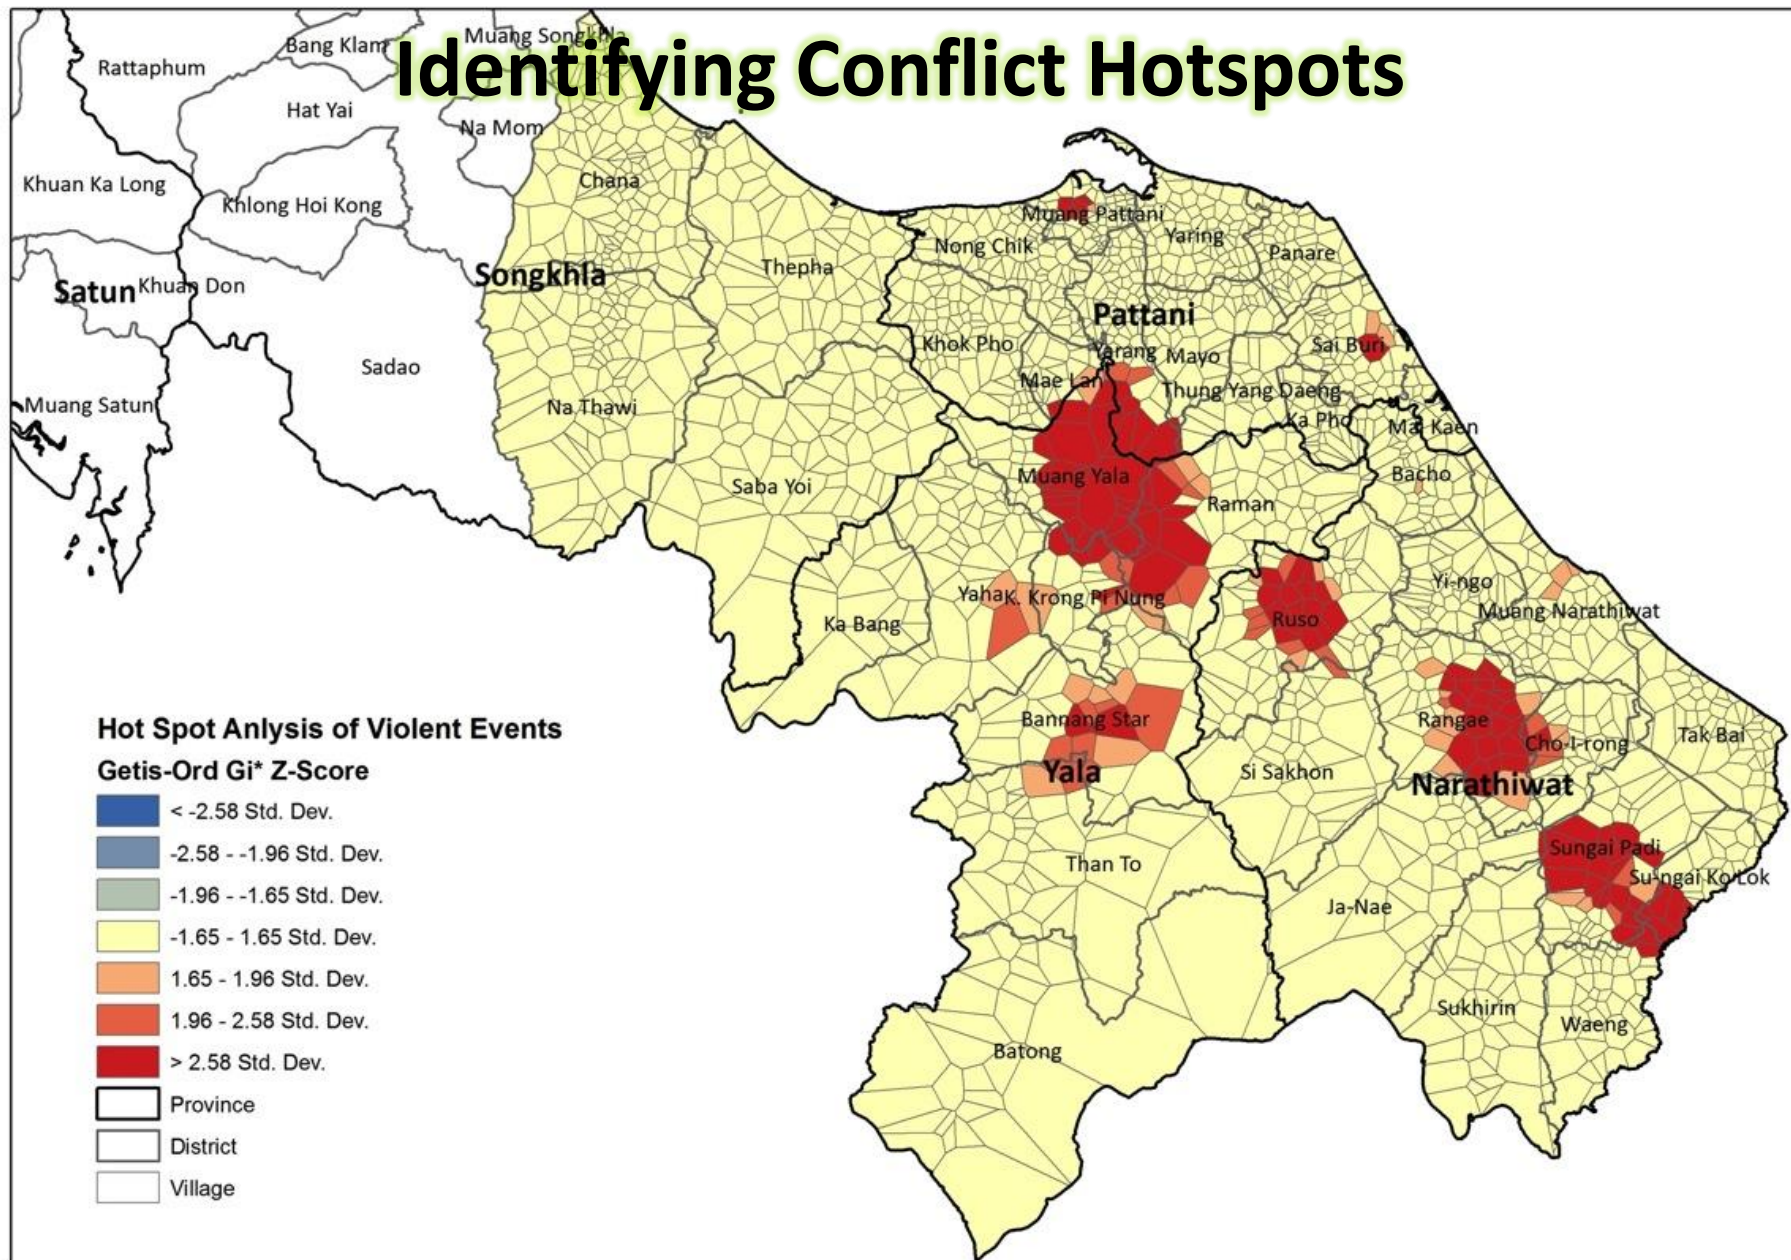 Identifying Conflict Hotspots
Muang Songkhla
Bang Klam
Rattaphum
Hat Yai
Na Mom
Khuan Ka Long
Khlong Hoi Kong
Chana
Muang Pattani
Yaring
Nong Chik
Panare
Songkhla
Thepha
Satun
Khuan Don
Pattani
Khok Pho
Yarang
Mayo
Sai Buri
Sadao
Mae Lan
Thung Yang Daeng
Muang Satun
Na Thawi
Ka Pho
Mai Kaen
Muang Yala
Bacho
Saba Yoi
Raman
Yaha
K. Krong Pi Nung
Yi-ngo
Muang Narathiwat
Ka Bang
Ruso
Bannang Star
Rangae
Cho-I-rong
Tak Bai
Yala
Si Sakhon
Narathiwat
Than To
Sungai Padi
Su-ngai Ko Lok
Ja-Nae
Sukhirin
Waeng
Batong
Hot Spot Anlysis of Violent Events
Getis-Ord Gi* Z-Score
< -2.58 Std. Dev.
-2.58 - -1.96 Std. Dev.
-1.96 - -1.65 Std. Dev.
-1.65 - 1.65 Std. Dev.
1.65 - 1.96 Std. Dev.
1.96 - 2.58 Std. Dev.
> 2.58 Std. Dev.
Province
District
Village